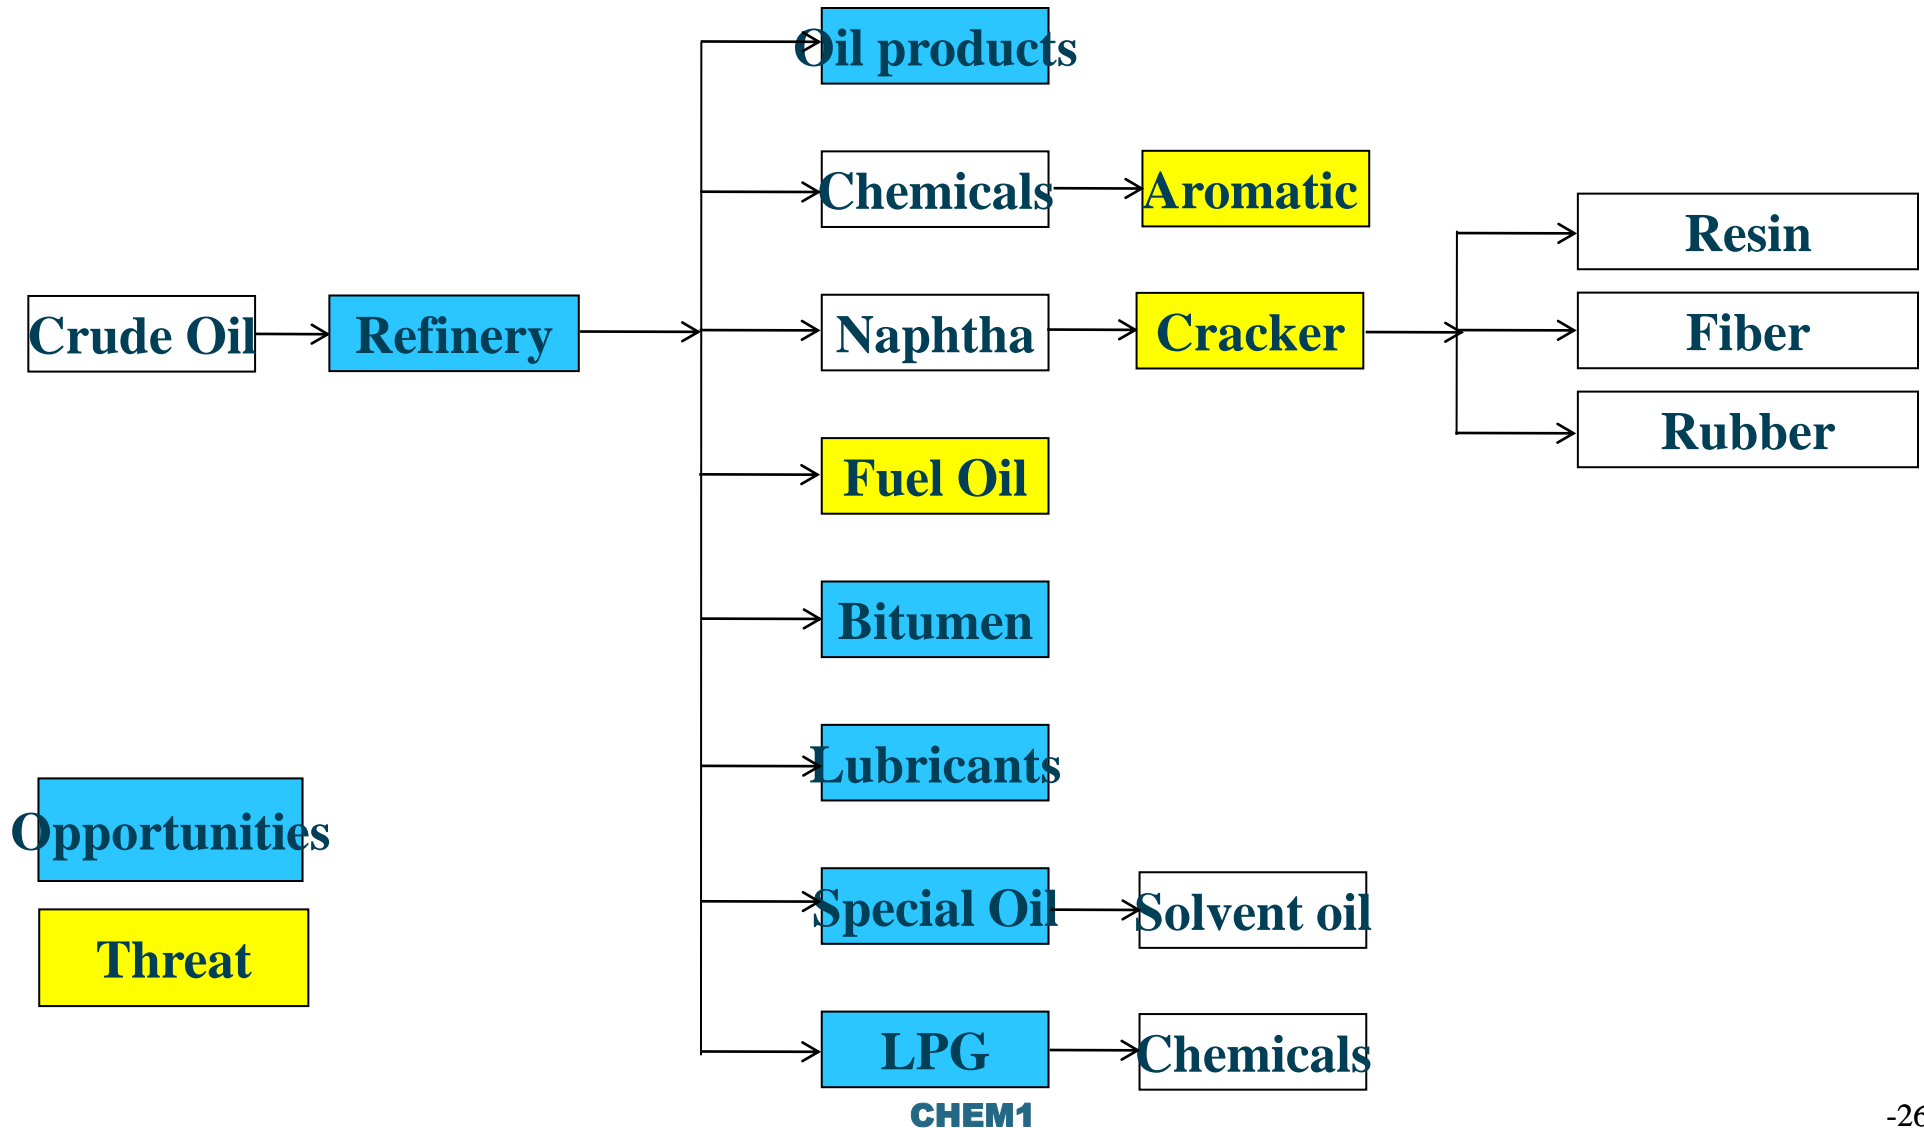 Oil products
Chemicals
Aromatic
Resin
Crude Oil
Refinery
Naphtha
Cracker
Fiber
Rubber
Fuel Oil
Bitumen
Lubricants
Opportunities
Special Oil
Solvent oil
Threat
LPG
Chemicals
CHEM1
-26